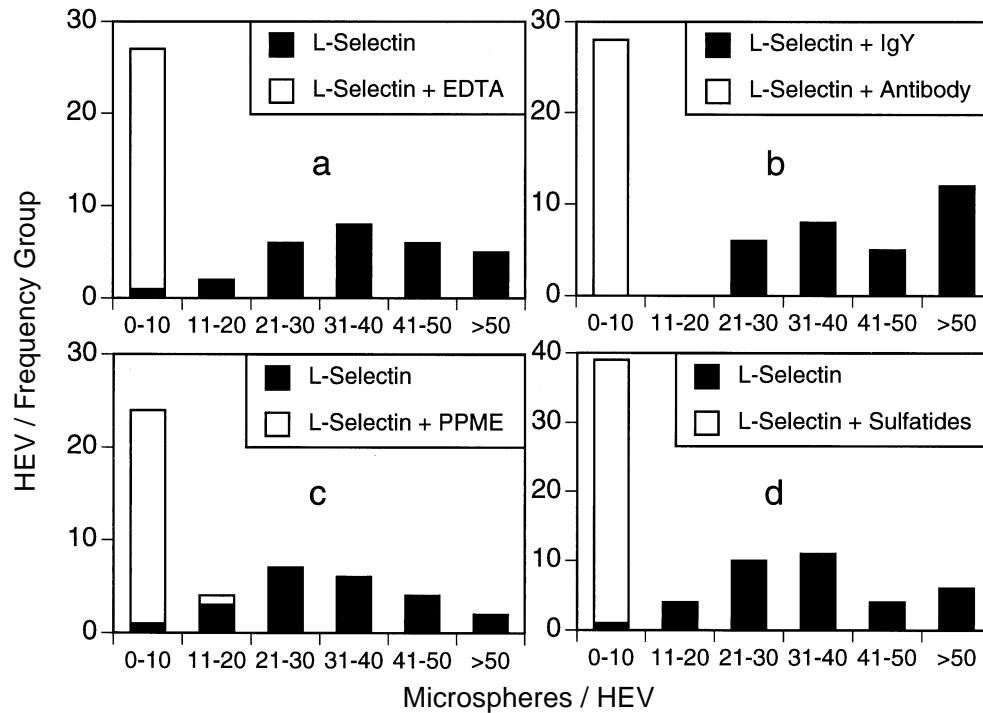 HEV / Frequency Group
30
20
10
0
L-Selectin
L-Selectin + EDTA
a
0-10 11-20 21-30 31-40 41-50 >50
30
20
10
0
L-Selectin + IgY
L-Selectin + Antibody
b
0-10 11-20 21-30 31-40 41-50 >50
30
20
10
0
L-Selectin
L-Selectin + PPME
c
0-10 11-20 21-30 31-40 41-50 >50
40
30
20
10
0
L-Selectin
L-Selectin + Sulfatides
d
0-10 11-20 21-30 31-40 41-50 >50
Microspheres / HEV